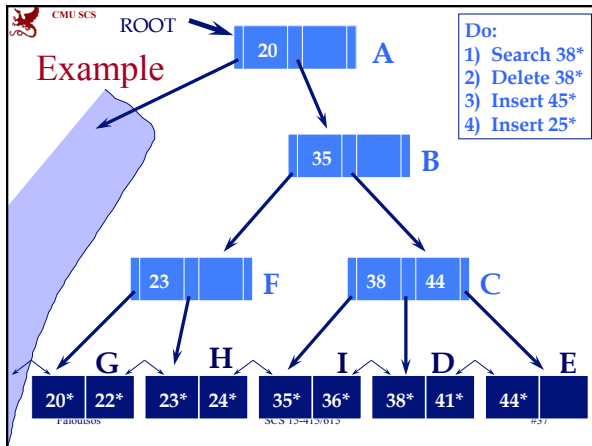 CMU SCS
ROOT
Example
Do:
1) Search 38*
2) Delete 38*
3) Insert 45*
4) Insert 25*
20
A
35
B
23
F
38 44
C
G
H
I
D
E
20* 22* 23* 24* 35* 36* 38* 41* 44*
Faloutsos SCS 15-415/615 #37